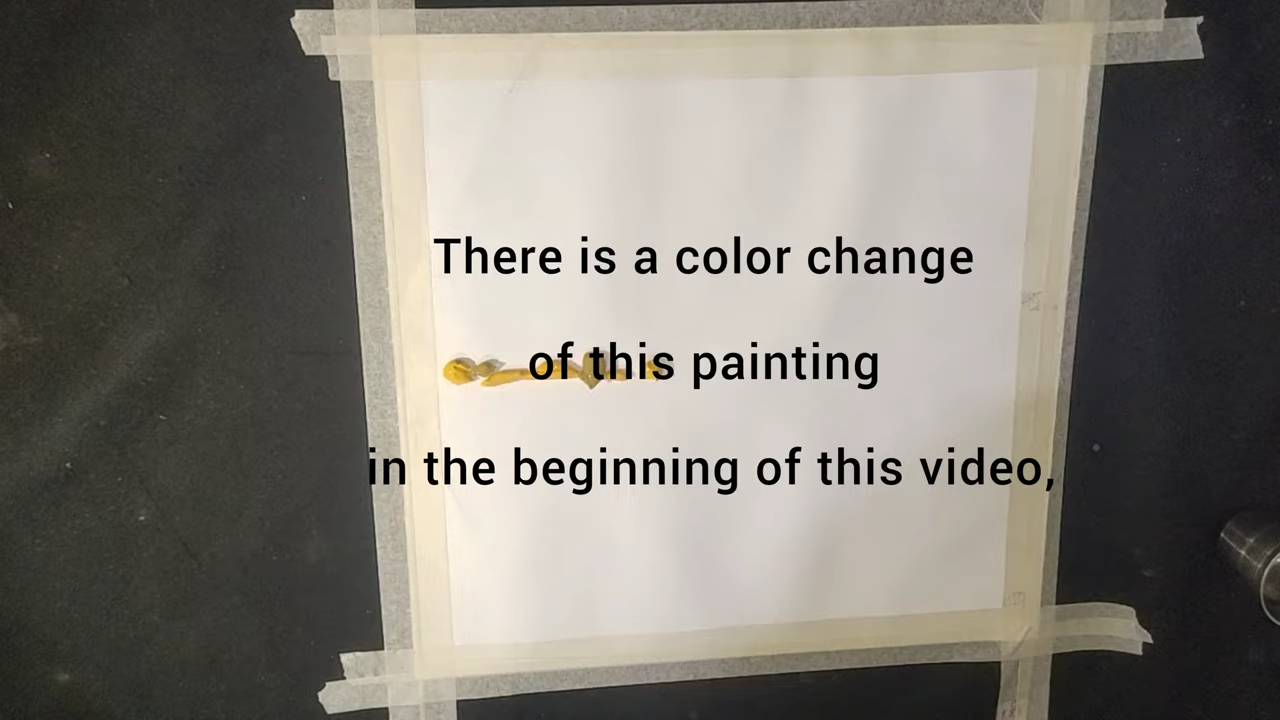 There is a color change
of this painting
in the beginning of this video,